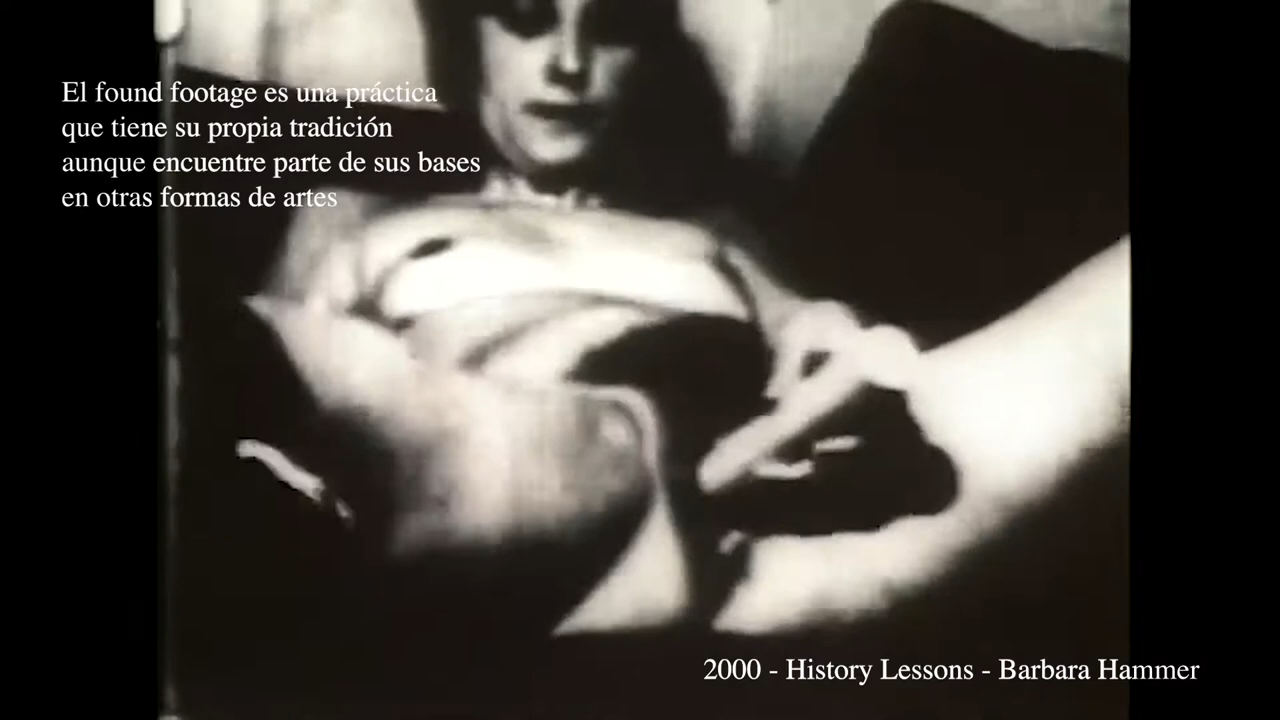 El found footage es una práctica
que tiene su propia tradición
aunque encuentre parte de sus bases
en otras formas de artes
2000 - History Lessons - Barbara Hammer